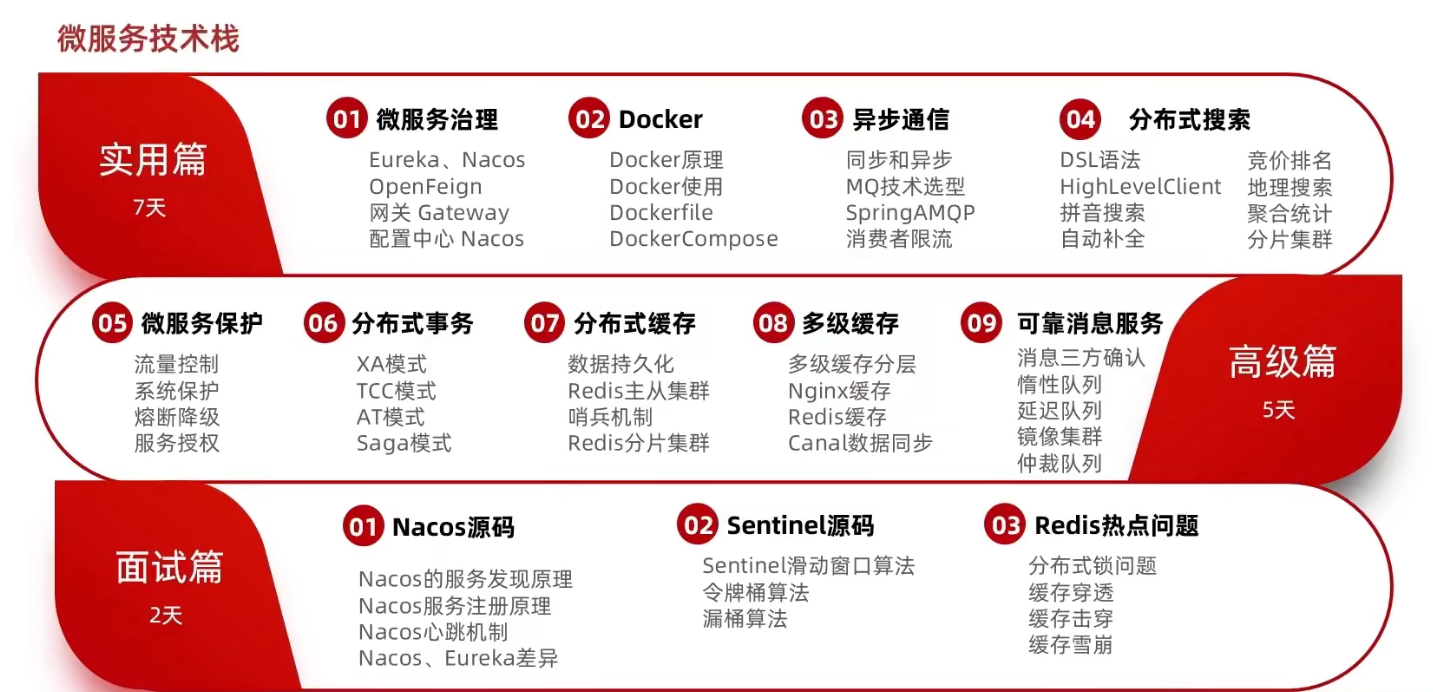 微服务技术栈
实用篇
7天
01 微服务治理
Eureka、Nacos
OpenFeign
网关 Gateway
配置中心 Nacos
02 Docker
Docker原理
Docker使用
Dockerfile
DockerCompose
03 异步通信
同步和异步
MQ技术选型
SpringAMQP
消费者限流
04 分布式搜索
DSL语法
HighLevelClient
拼音搜索
自动补全
竞价排名
地理搜索
聚合统计
分片集群
05 微服务保护
流量控制
系统保护
熔断降级
服务授权
06 分布式事务
XA模式
TCC模式
AT模式
Saga模式
07 分布式缓存
数据持久化
Redis主从集群
哨兵机制
Redis分片集群
08 多级缓存
多级缓存分层
Nginx缓存
Redis缓存
Canal数据同步
09 可靠消息服务
消息三方确认
惰性队列
延迟队列
镜像集群
仲裁队列
高级篇
5天
面试篇
2天
01 Nacos源码
Nacos的服务发现原理
Nacos服务注册原理
Nacos心跳机制
Nacos、Eureka差异
02 Sentinel源码
Sentinel滑动窗口算法
令牌桶算法
漏桶算法
03 Redis热点问题
分布式锁问题
缓存穿透
缓存击穿
缓存雪崩